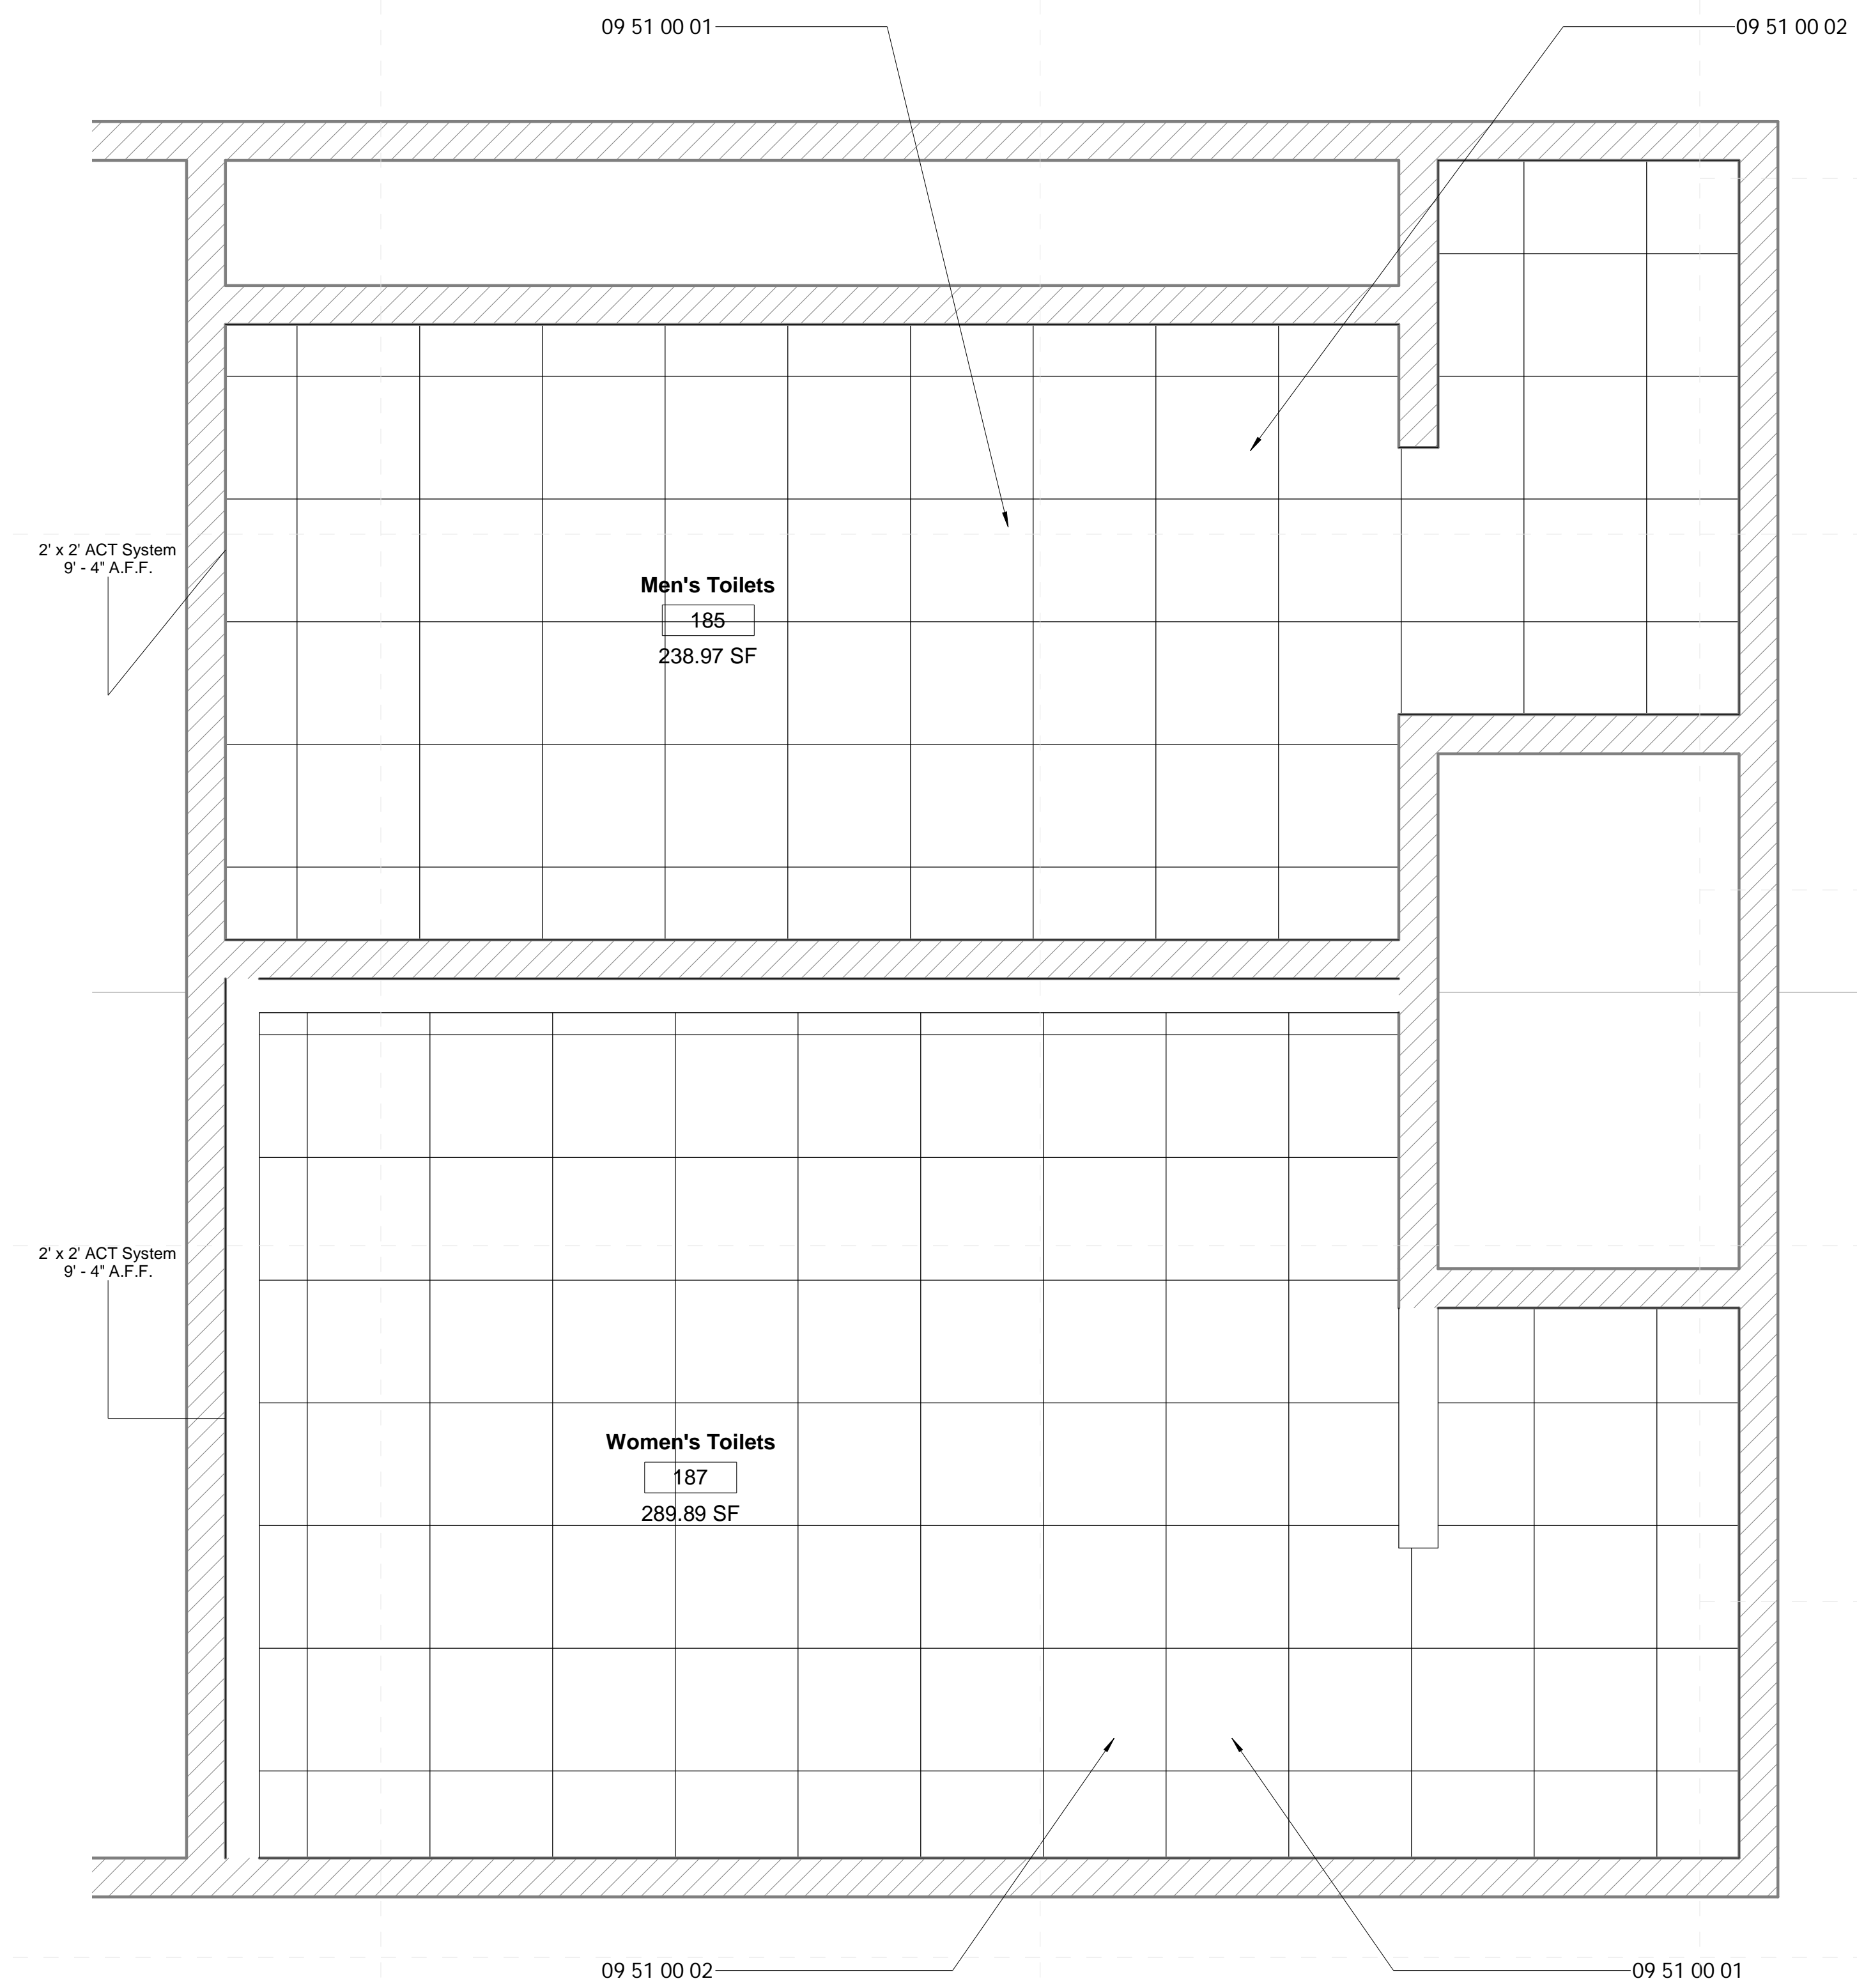 09 51 00 01
09 51 00 02
2' x 2' ACT System
9' - 4" A.F.F.
Men's Toilets
185
238.97 SF
2' x 2' ACT System
9' - 4" A.F.F.
Women's Toilets
187
289.89 SF
09 51 00 02
09 51 00 01